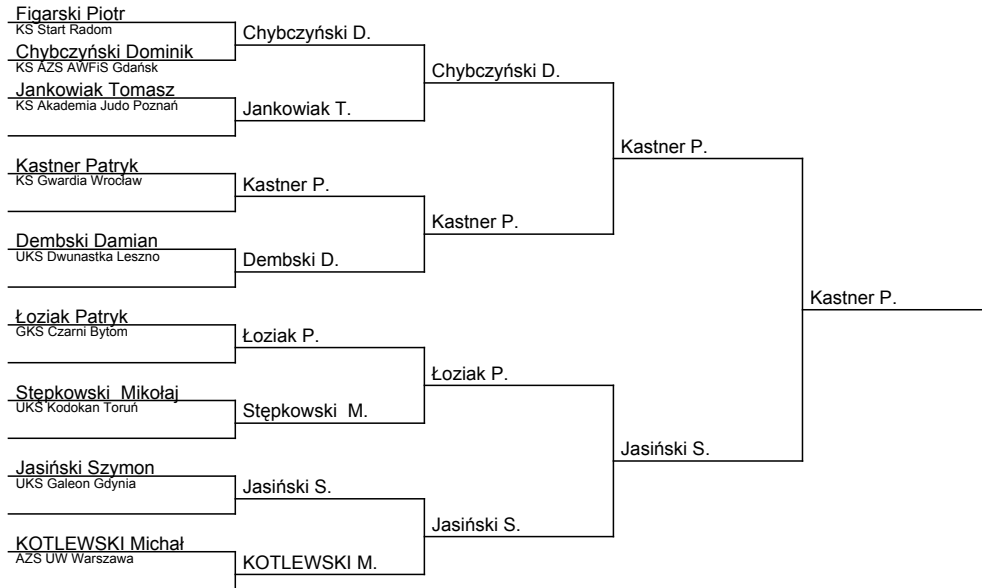 Figarski Piotr
KS Start Radom
Chybczyński Dominik
KS AZS AWFiS Gdańsk
Jankowiak Tomasz
KS Akademia Judo Poznań
Kastner Patryk
KS Gwardia Wrocław
Dembski Damian
UKS Dwunastka Leszno
Łoziak Patryk
GKS Czarni Bytom
Stępkowski  Mikołaj
UKS Kodokan Toruń
Jasiński Szymon
UKS Galeon Gdynia
KOTLEWSKI Michał
AZS UW Warszawa
Chybczyński D.
Jankowiak T.
Kastner P.
Dembski D.
Łoziak P.
Stępkowski  M.
Jasiński S.
KOTLEWSKI M.
Chybczyński D.
Kastner P.
Łoziak P.
Jasiński S.
Kastner P.
Jasiński S.
Kastner P.